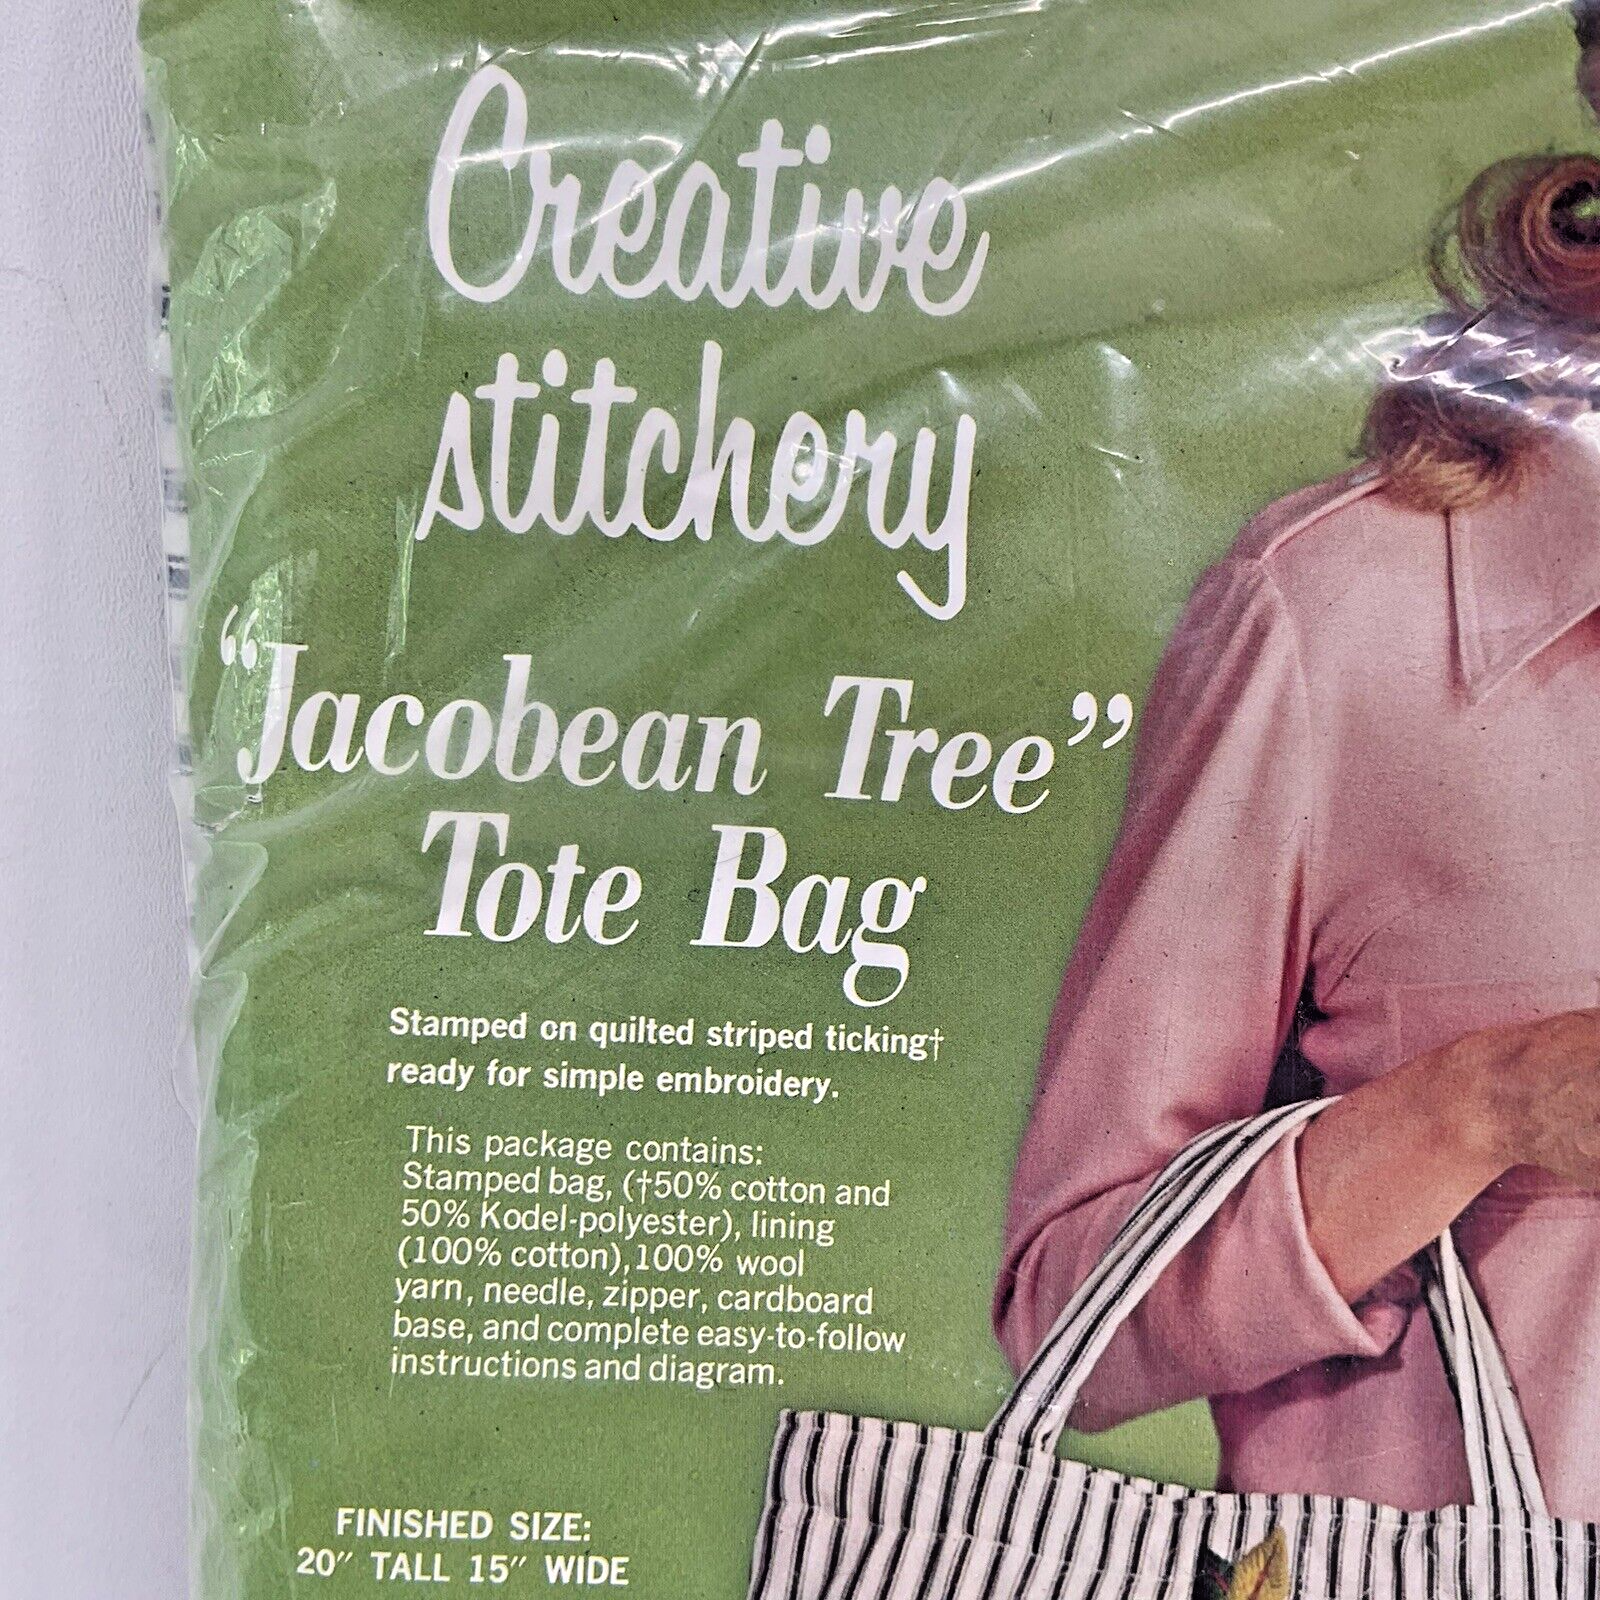 Creative
stitchery
“Jacobean Tree”
Tote Bag
Stamped on quilted striped ticking†
ready for simple embroidery.
This package contains:
Stamped bag, (†50% cotton and
50% Kodel-polyester), lining
(100% cotton), 100% wool
yarn, needle, zipper, cardboard
base, and complete easy-to-follow
instructions and diagram.
FINISHED SIZE:
20″ TALL 15″ WIDE